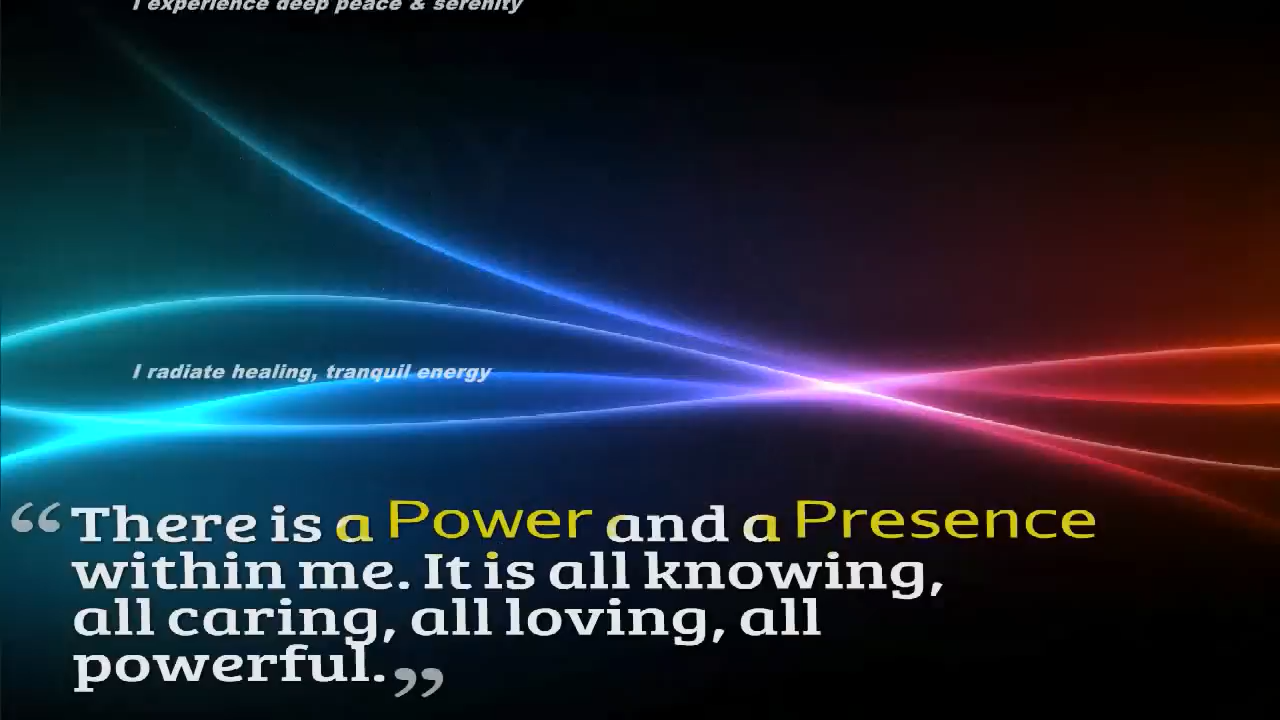 I experience deep peace & serenity
I radiate healing, tranquil energy
“There is a Power and a Presence
within me. It is all knowing,
all caring, all loving, all
powerful.”